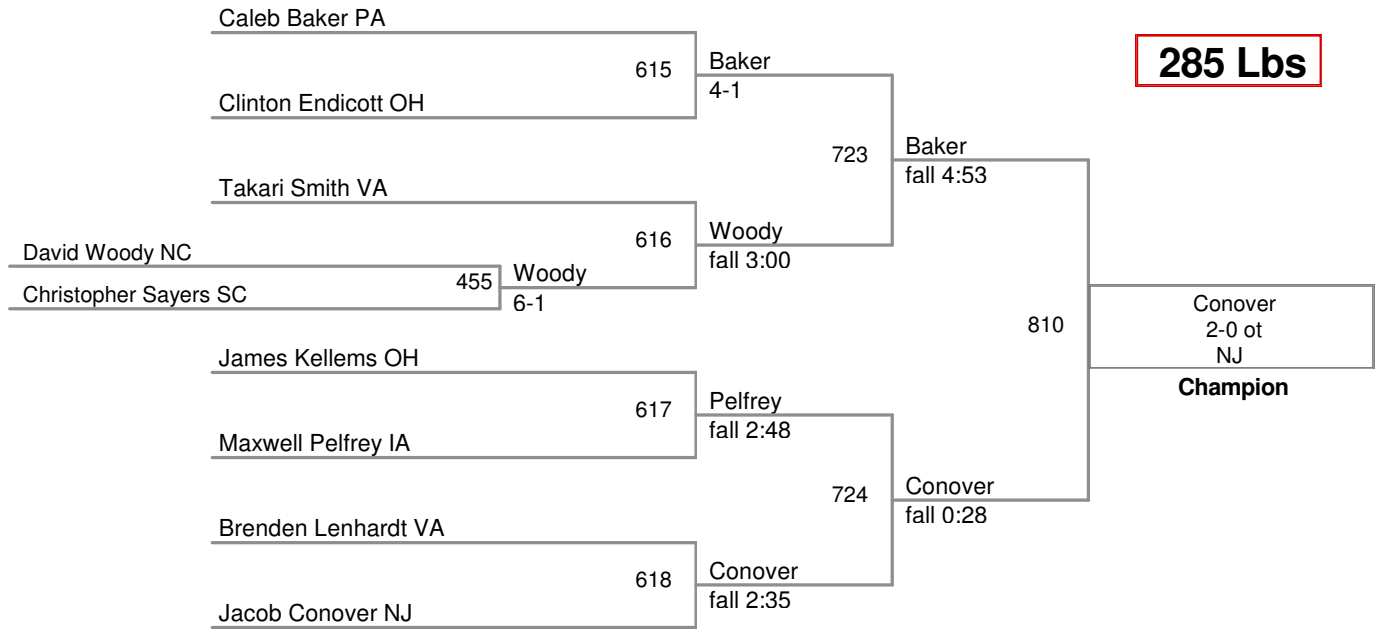 Caleb Baker PA
285 Lbs
615
Baker
4-1
Clinton Endicott OH
723
Baker
fall 4:53
Takari Smith VA
616
Woody
fall 3:00
David Woody NC
455
Woody
6-1
Christopher Sayers SC
810
Conover
2-0 ot
NJ
Champion
James Kellems OH
617
Pelfrey
fall 2:48
Maxwell Pelfrey IA
724
Conover
fall 0:28
Brenden Lenhardt VA
618
Conover
fall 2:35
Jacob Conover NJ